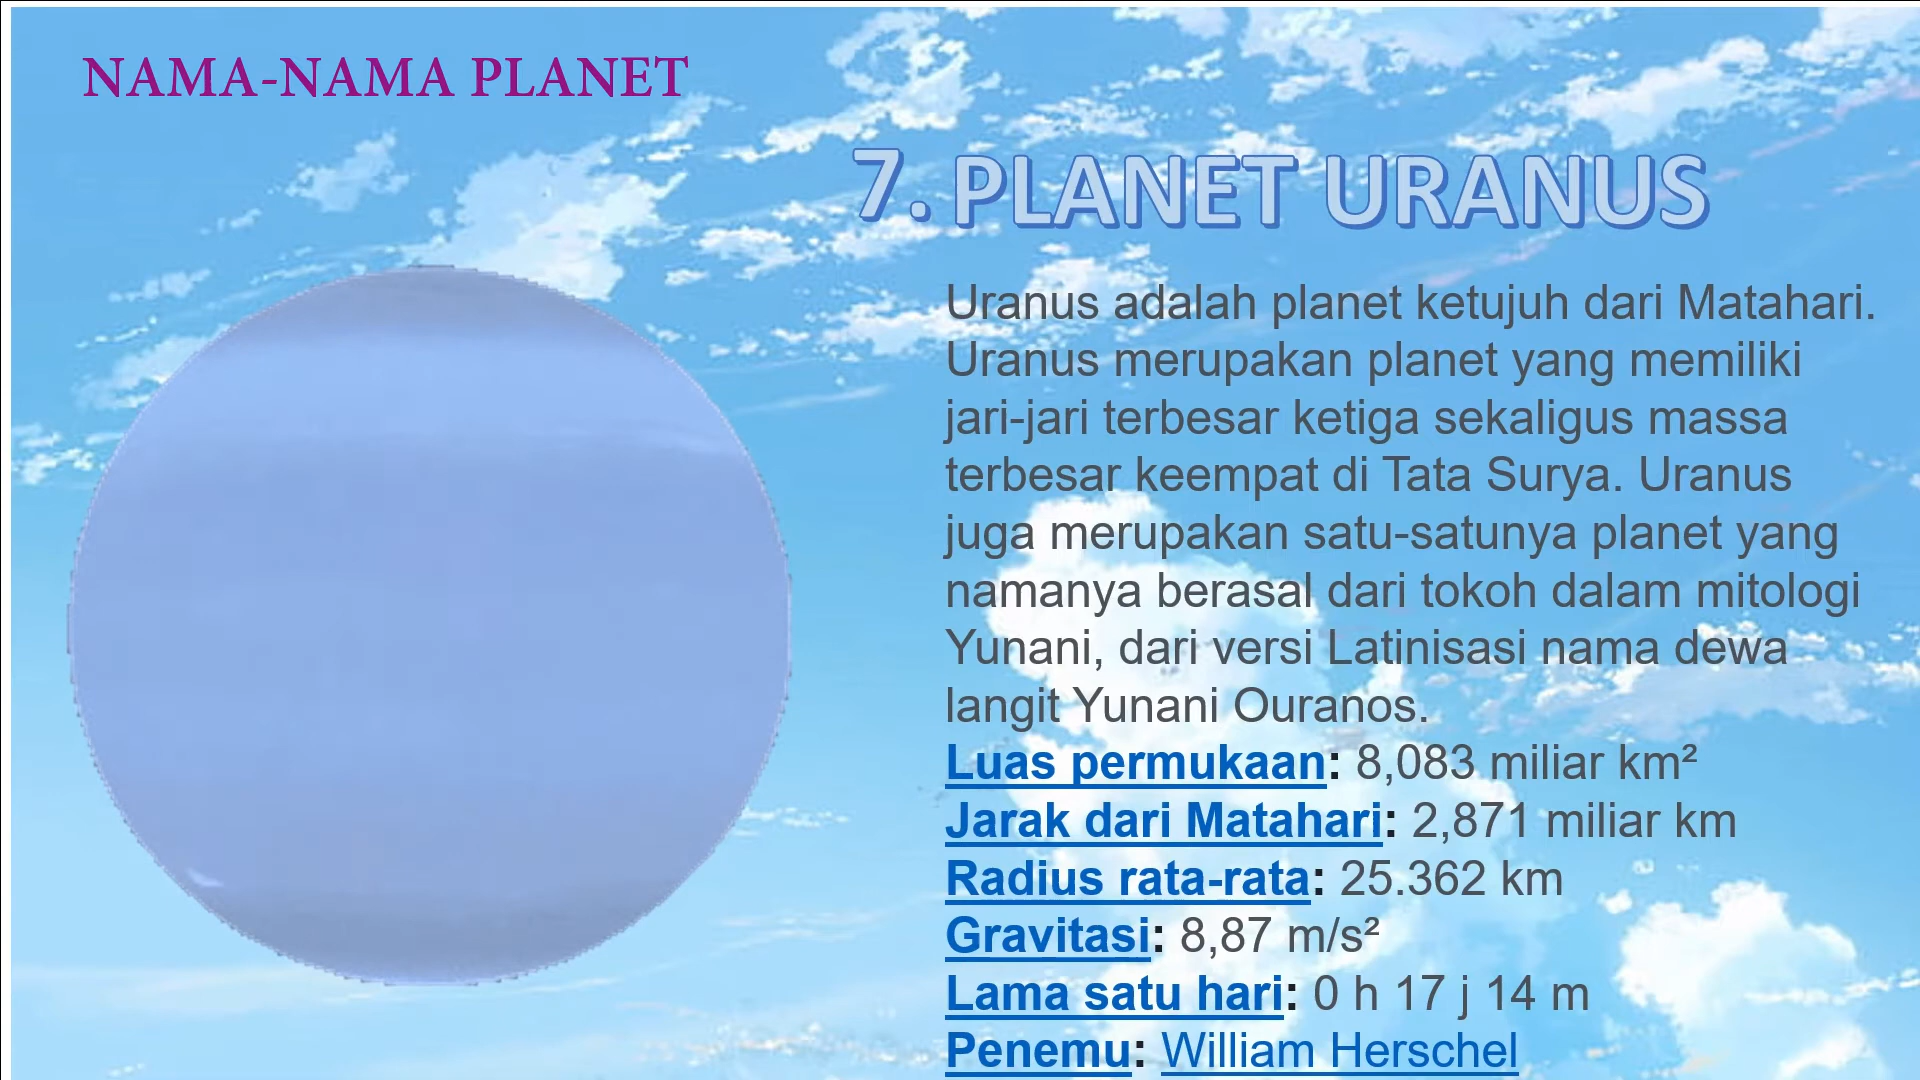 NAMA-NAMA PLANET
7. PLANET URANUS
Uranus adalah planet ketujuh dari Matahari.
Uranus merupakan planet yang memiliki
jari-jari terbesar ketiga sekaligus massa
terbesar keempat di Tata Surya. Uranus
juga merupakan satu-satunya planet yang
namanya berasal dari tokoh dalam mitologi
Yunani, dari versi Latinisasi nama dewa
langit Yunani Ouranos.
Luas permukaan: 8,083 miliar km²
Jarak dari Matahari: 2,871 miliar km
Radius rata-rata: 25.362 km
Gravitasi: 8,87 m/s²
Lama satu hari: 0 h 17 j 14 m
Penemu: William Herschel